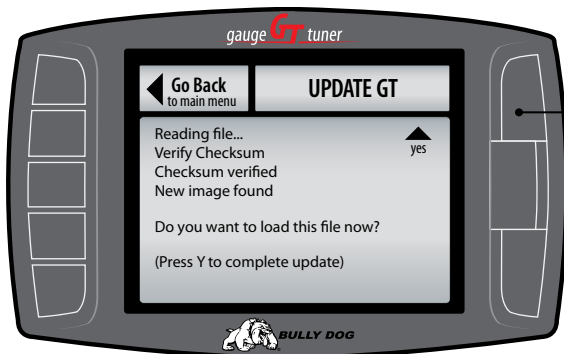 gauge GT tuner
Go Back
to main menu
UPDATE GT
Reading file...
Verify Checksum
Checksum verified
New image found
yes
Do you want to load this file now?
(Press Y to complete update)
BULLY DOG